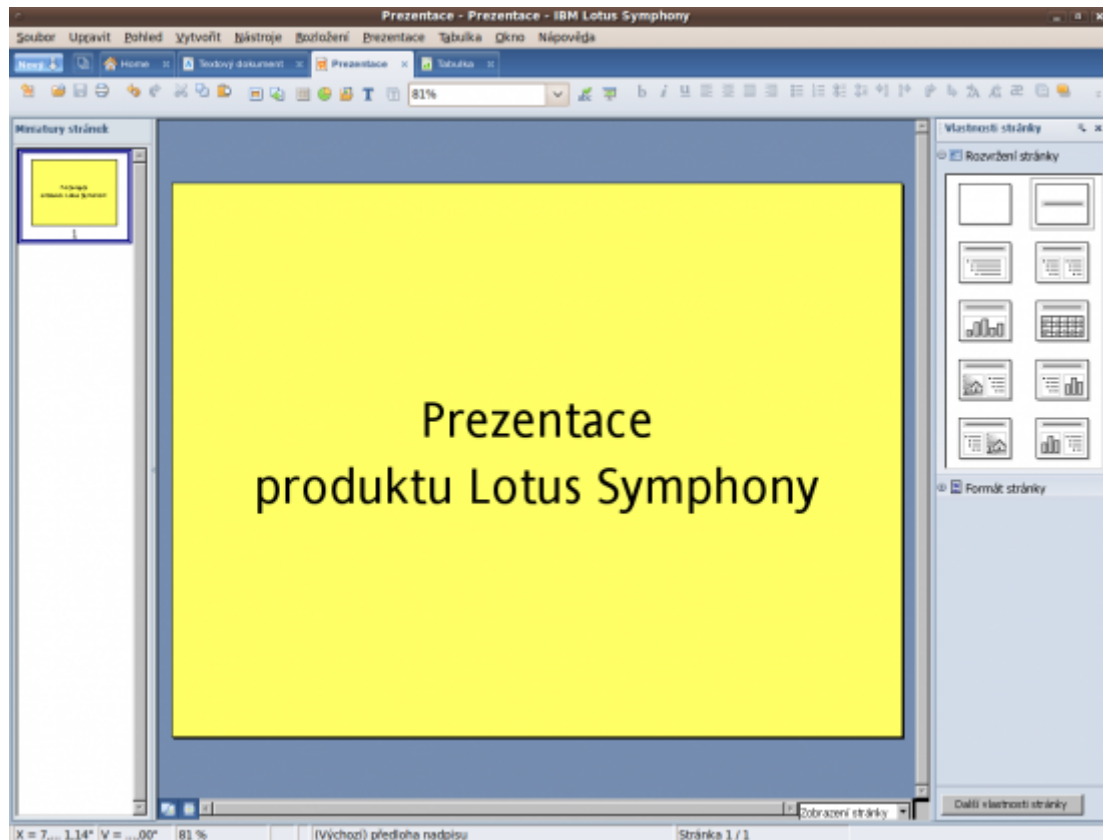 Prezentace - Prezentace - IBM Lotus Symphony
Soubor Upravit Pohled Vytvořit Nástroje Rozložení Prezentace Tabulka Okno Nápověda
Nový Home Textový dokument Prezentace Tabulka
81%
Miniatury stránek
1
Prezentace
produktu Lotus Symphony
Vlastnosti stránky
Rozvržení stránky
Formát stránky
Další vlastnosti stránky
Zobrazení stránky
81 % (Výchozí) předloha nadpisu Stránka 1 / 1